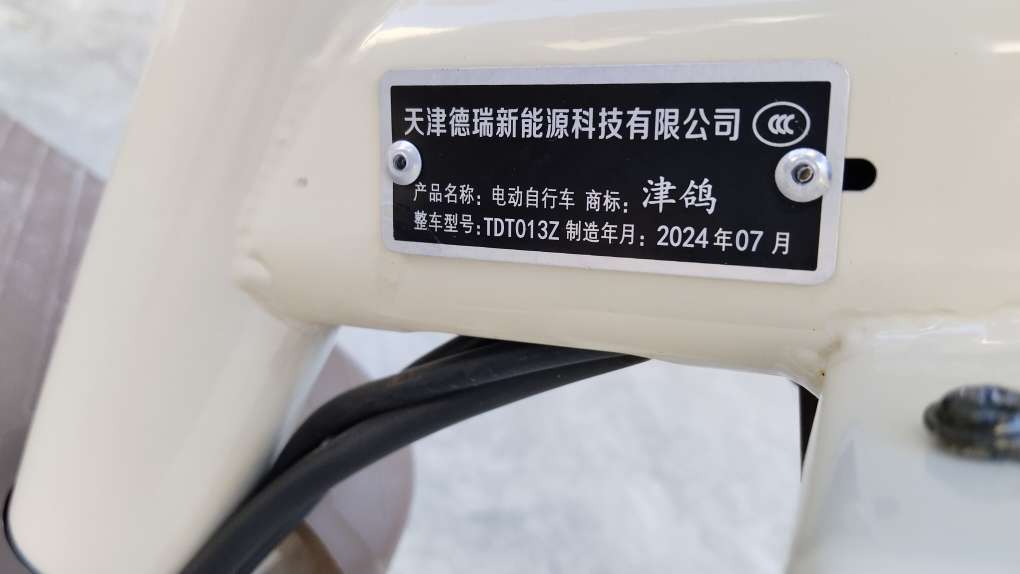 天津德瑞新能源科技有限公司 CCC
产品名称：电动自行车 商标：津鸽
整车型号：TDT013Z 制造年月：2024年07月